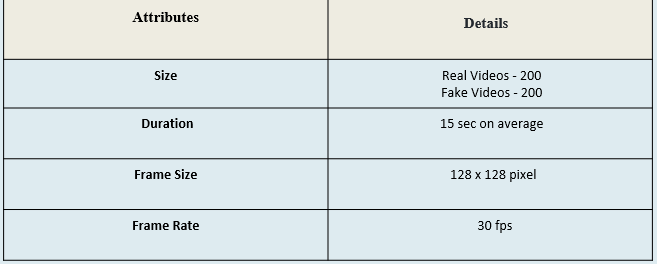 Attributes
Details
Size
Real Videos - 200
Fake Videos - 200
Duration
15 sec on average
Frame Size
128 x 128 pixel
Frame Rate
30 fps